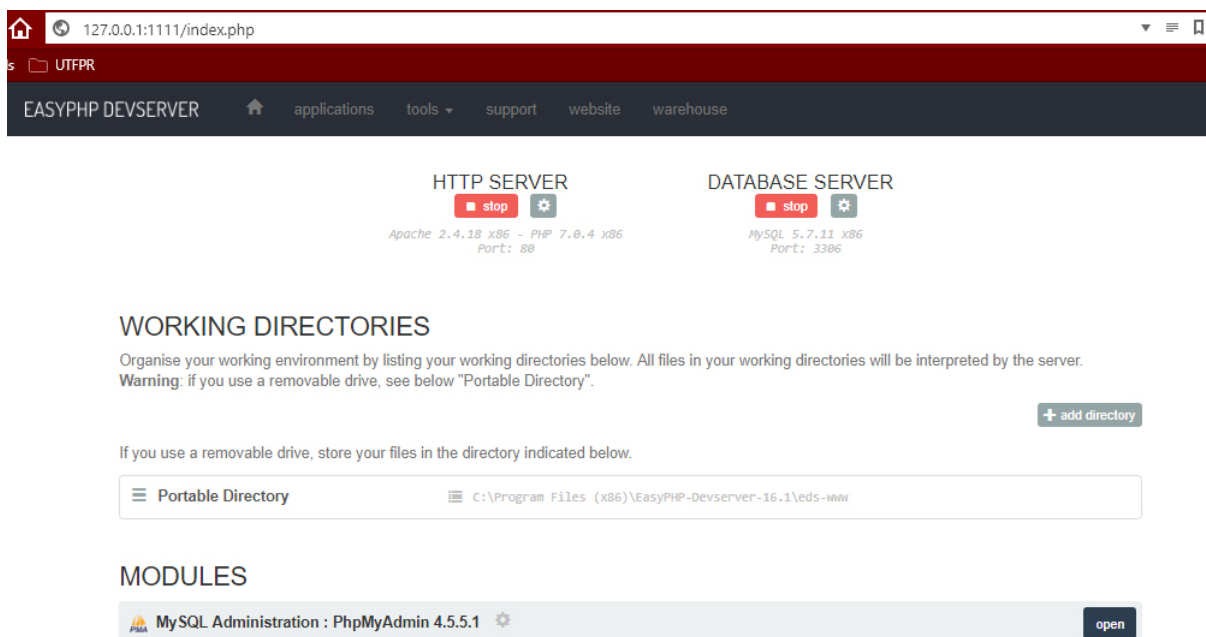 127.0.0.1:1111/index.php
UTFPR
EASYPHP DEVSERVER applications tools support website warehouse
HTTP SERVER DATABASE SERVER
stop stop
Apache 2.4.18 x86 - PHP 7.0.4 x86 MySQL 5.7.11 x86
Port: 80 Port: 3306
WORKING DIRECTORIES
Organise your working environment by listing your working directories below. All files in your working directories will be interpreted by the server.
Warning: if you use a removable drive, see below "Portable Directory".
+ add directory
If you use a removable drive, store your files in the directory indicated below.
Portable Directory C:\Program Files (x86)\EasyPHP-Devserver-16.1\eds-www
MODULES
PMA MySQL Administration : PhpMyAdmin 4.5.5.1 open